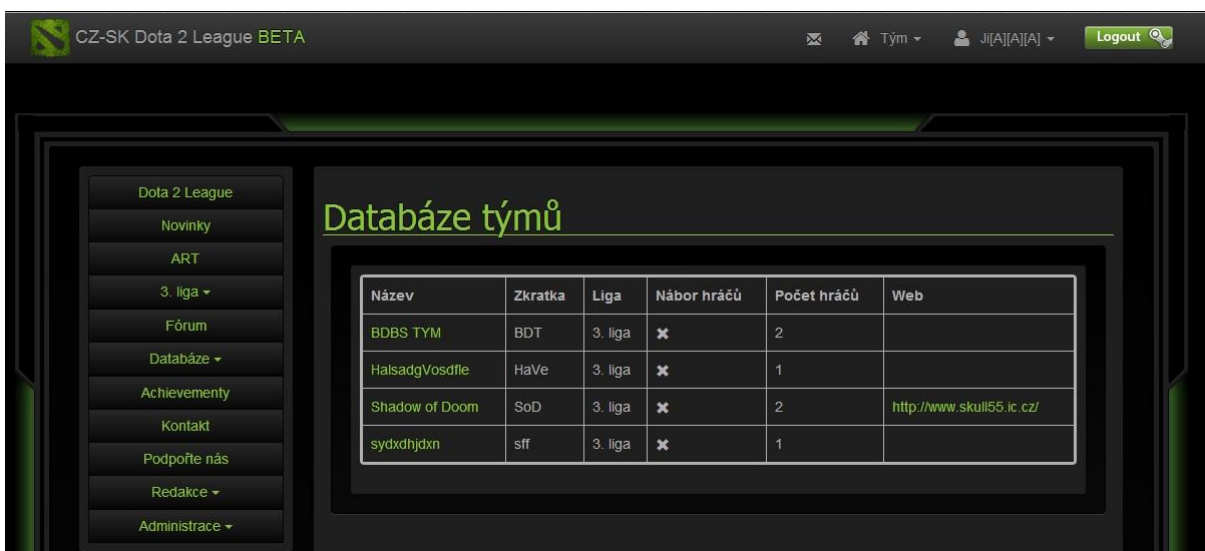 CZ-SK Dota 2 League BETA
Tým
Ji[A][A][A]
Logout
Dota 2 League
Novinky
ART
3. liga
Fórum
Databáze
Achievementy
Kontakt
Podpořte nás
Redakce
Administrace
Databáze týmů
Název Zkratka Liga Nábor hráčů Počet hráčů Web
BDBS TYM BDT 3. liga 2
HalsadgVosdfle HaVe 3. liga 1
Shadow of Doom SoD 3. liga 2 http://www.skull55.ic.cz/
sydxdhjdxn sff 3. liga 1